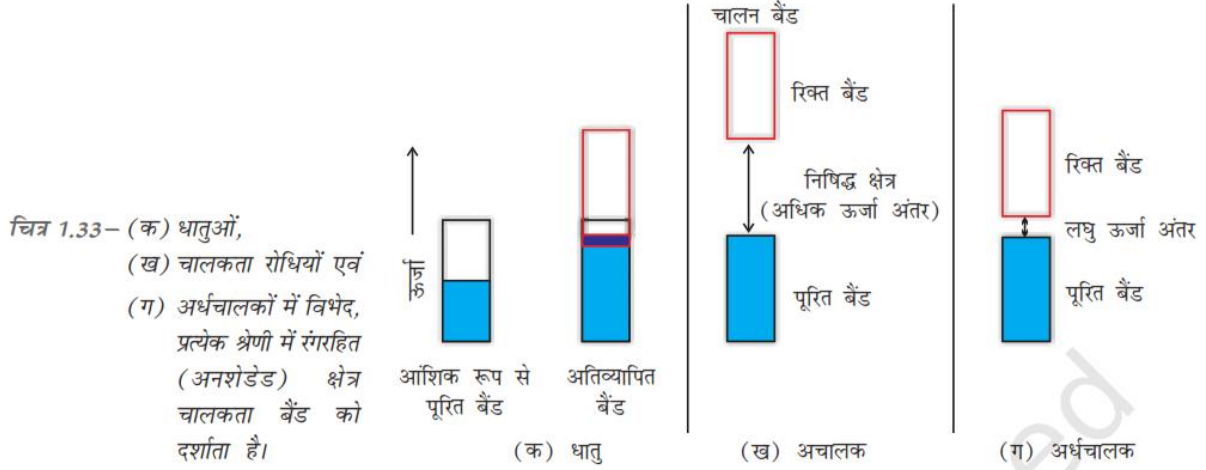 चित्र 1.33– (क) धातुओं,
(ख) चालकता रोधियों एवं
(ग) अर्धचालकों में विभेद,
प्रत्येक श्रेणी में रंगरहित
(अनशेडेड) क्षेत्र
चालकता बैंड को
दर्शाता है।
ऊर्जा
आंशिक रूप से
पूरित बैंड
अतिव्यापित
बैंड
(क) धातु
चालन बैंड
रिक्त बैंड
निषिद्ध क्षेत्र
(अधिक ऊर्जा अंतर)
पूरित बैंड
(ख) अचालक
रिक्त बैंड
लघु ऊर्जा अंतर
पूरित बैंड
(ग) अर्धचालक
ed